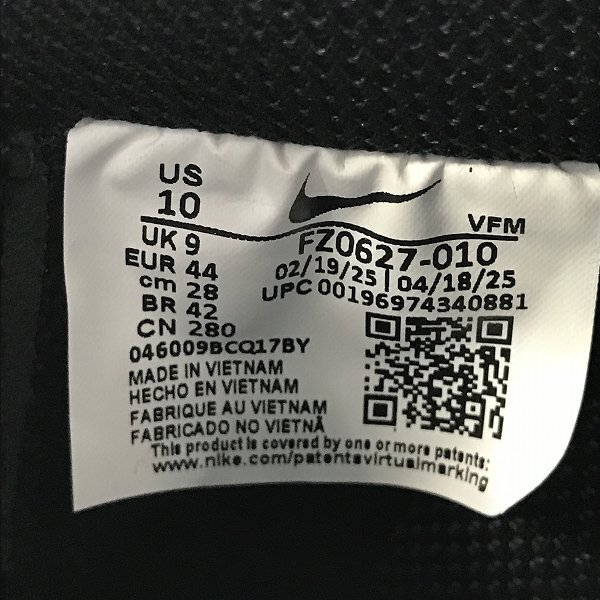 US
10
VFM
UK 9
FZ0627-010
EUR 44
02/19/25 | 04/18/25
cm 28
UPC 00196974340881
BR 42
CN 280
046009BCQ17BY
MADE IN VIETNAM
HECHO EN VIETNAM
FABRIQUE AU VIETNAM
FABRICADO NO VIETNÃ
This product is covered by one or more patents:
www.nike.com/patentsvirtualmarking